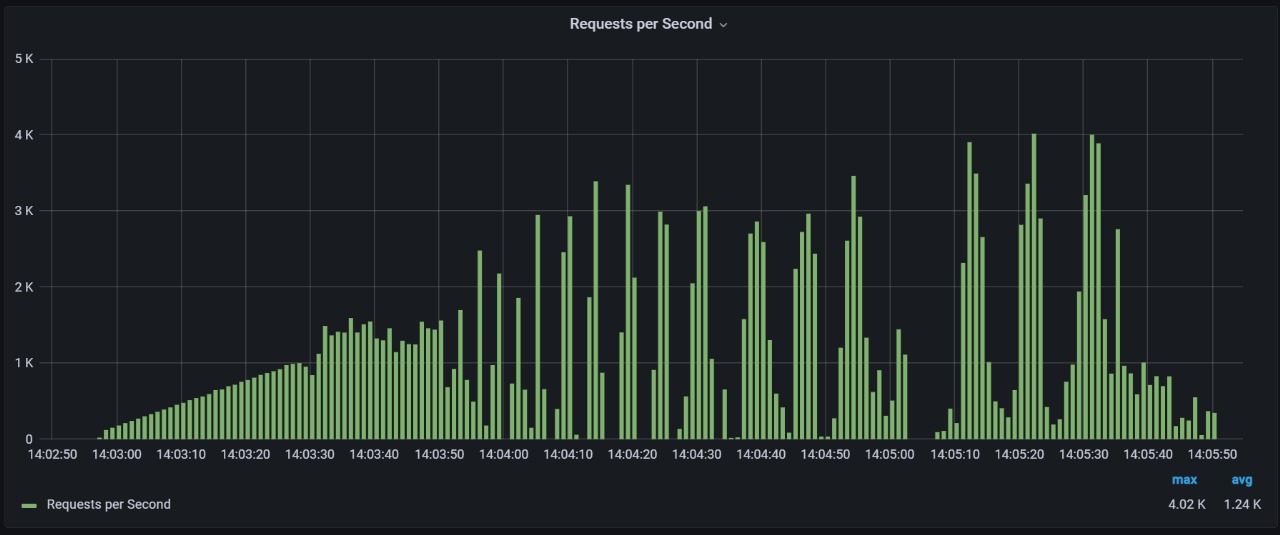 Requests per Second
5 K
4 K
3 K
2 K
1 K
0
14:02:50 14:03:00 14:03:10 14:03:20 14:03:30 14:03:40 14:03:50 14:04:00 14:04:10 14:04:20 14:04:30 14:04:40 14:04:50 14:05:00 14:05:10 14:05:20 14:05:30 14:05:40 14:05:50
max avg
Requests per Second 4.02 K 1.24 K